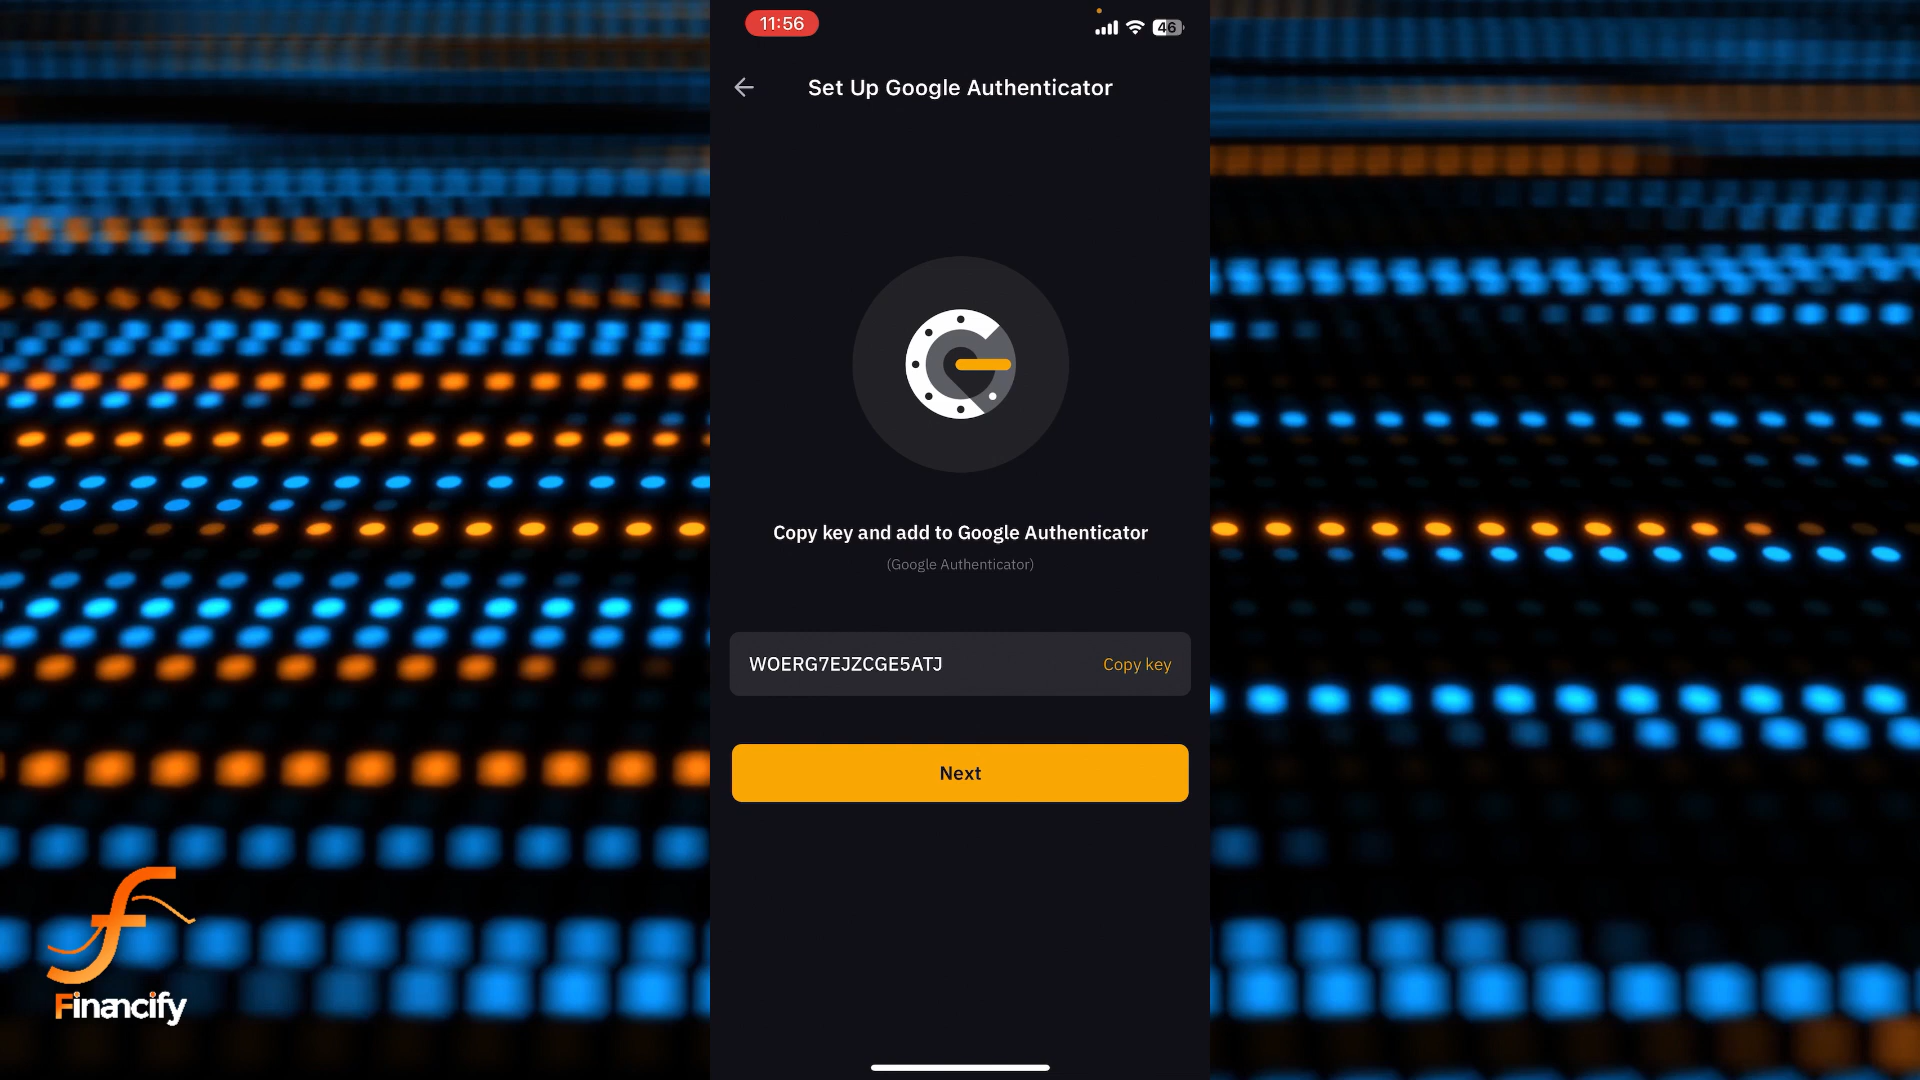 11:56
46
Set Up Google Authenticator
Copy key and add to Google Authenticator
(Google Authenticator)
WOERG7EJZCGE5ATJ Copy key
Next
Financify